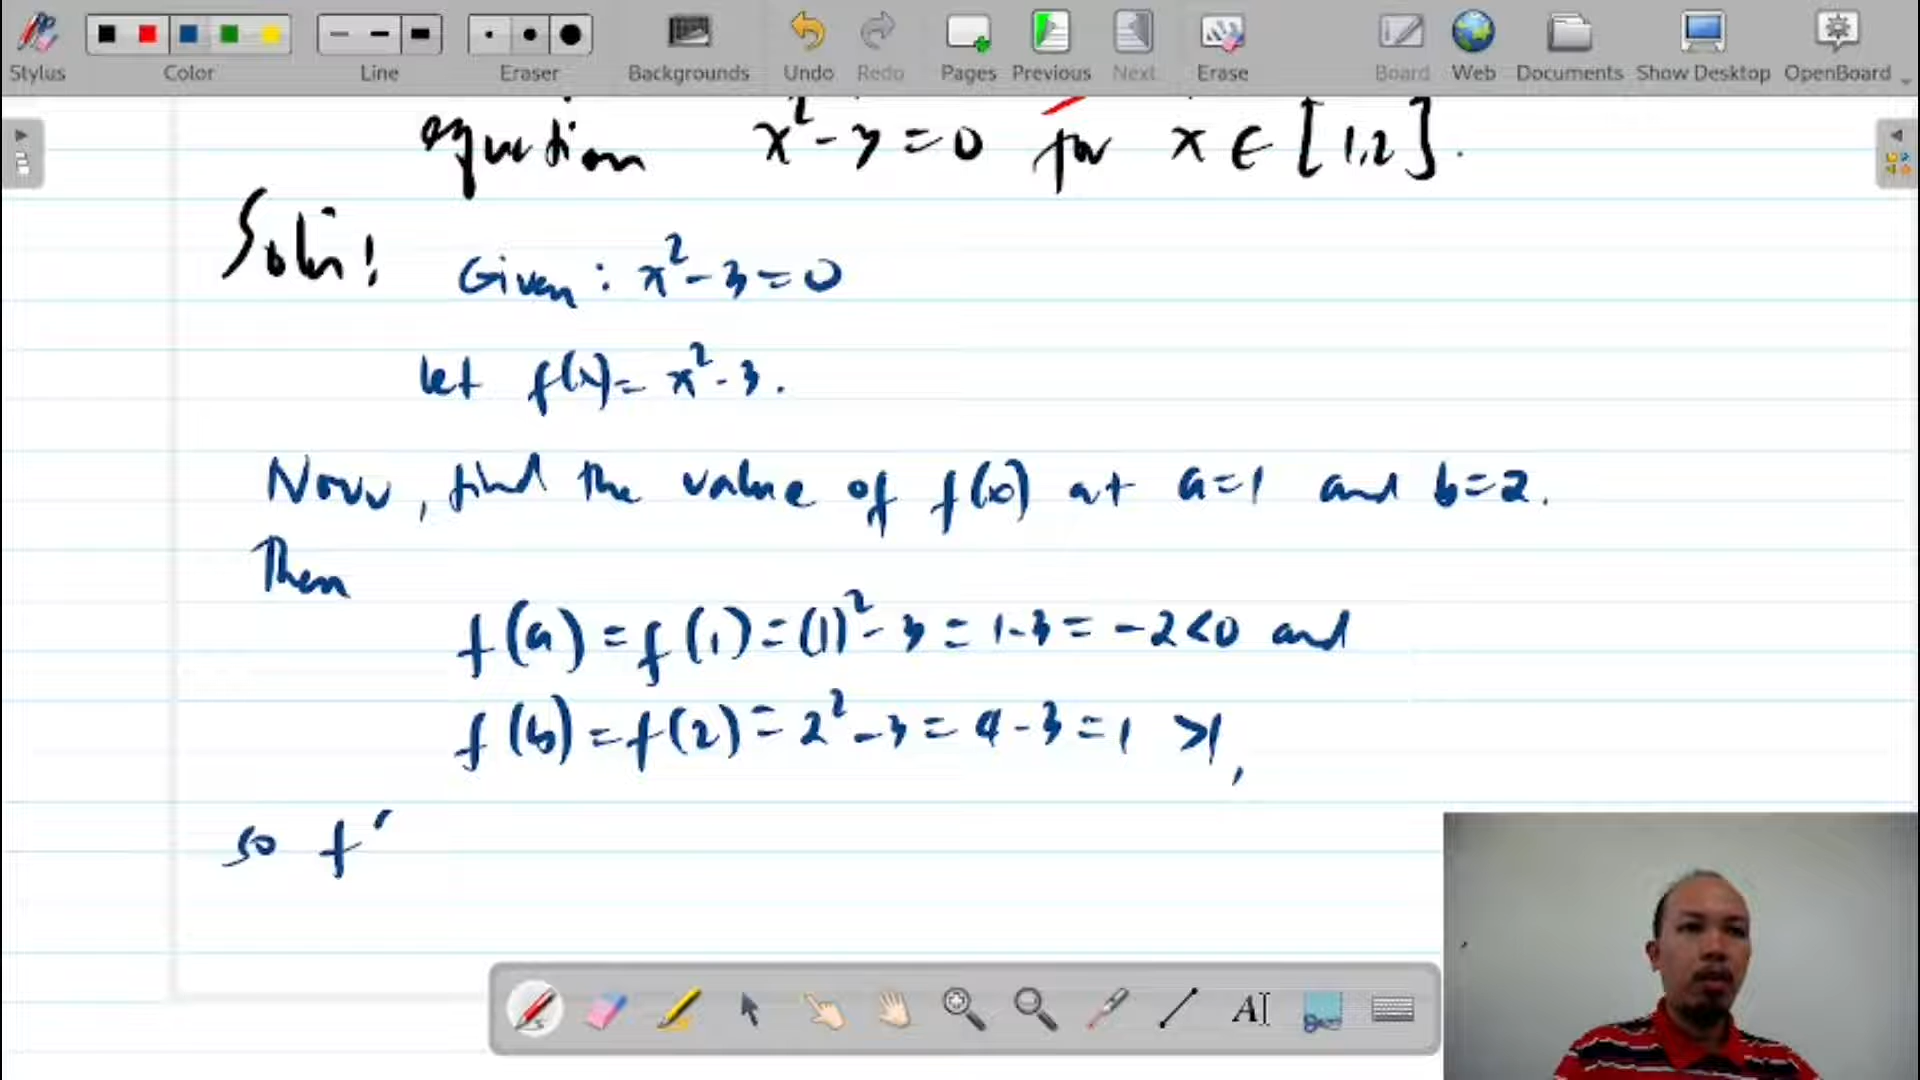 Stylus Color Line Eraser Backgrounds Undo Redo Pages Previous Next Erase Board Web Documents Show Desktop OpenBoard
equation x²-3=0 for x ∈ [1,2].
Soln:
Given: x²-3=0
let f(x)= x²-3.
Now, find the value of f(x) at a=1 and b=2.
Then
f(a)=f(1)=(1)²-3=1-3=-2<0 and
f(b)=f(2)=2²-3=4-3=1 >1,
so f